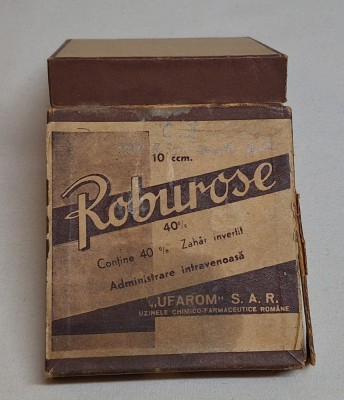 10 ccm.
Roburose
40%
Conține 40 % Zahăr invertit
Administrare intravenoasă
„UFAROM" S. A. R.
UZINELE CHIMICO-FARMACEUTICE ROMÂNE